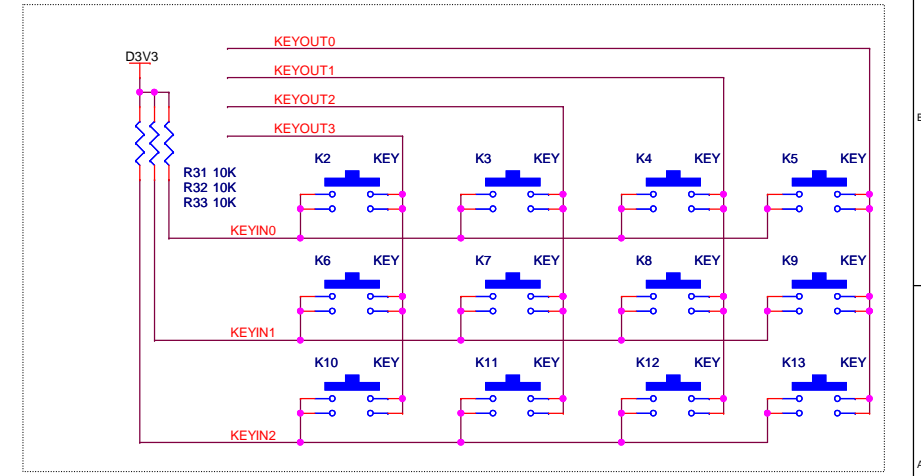 KEYOUT0
D3V3
KEYOUT1
KEYOUT2
KEYOUT3
K2 KEY K3 KEY K4 KEY K5 KEY
R31 10K
R32 10K
R33 10K
KEYIN0
K6 KEY K7 KEY K8 KEY K9 KEY
KEYIN1
K10 KEY K11 KEY K12 KEY K13 KEY
KEYIN2